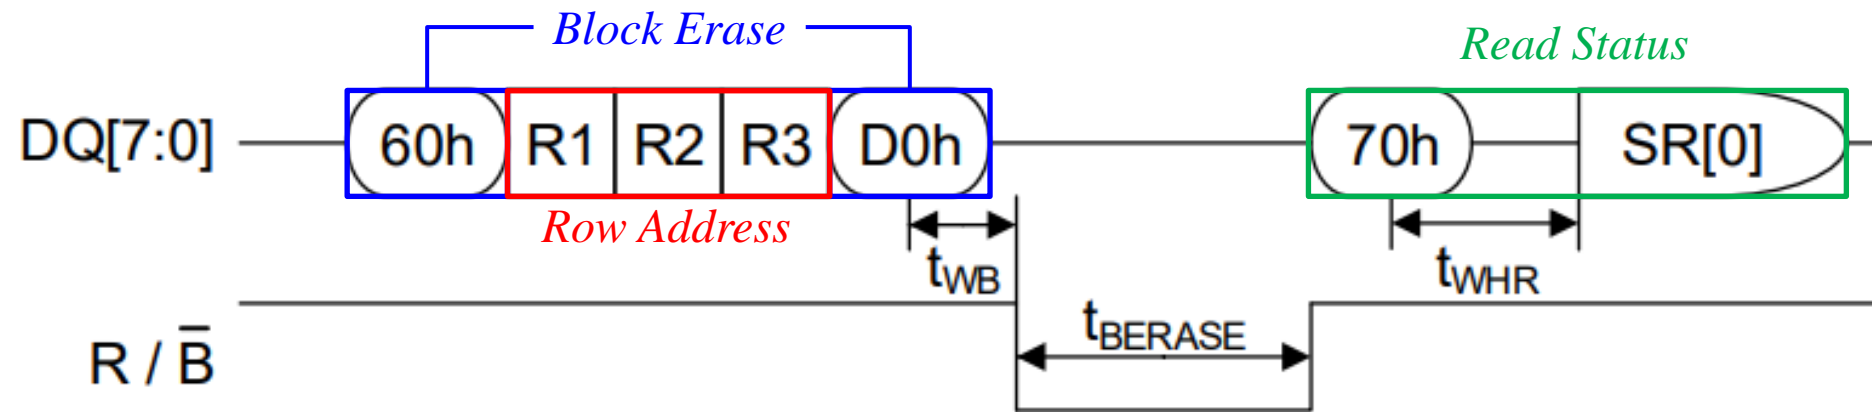 Block Erase
Read Status
DQ[7:0] 60h R1 R2 R3 D0h 70h SR[0]
Row Address
tWB tWHR
tBERASE
R / B̅